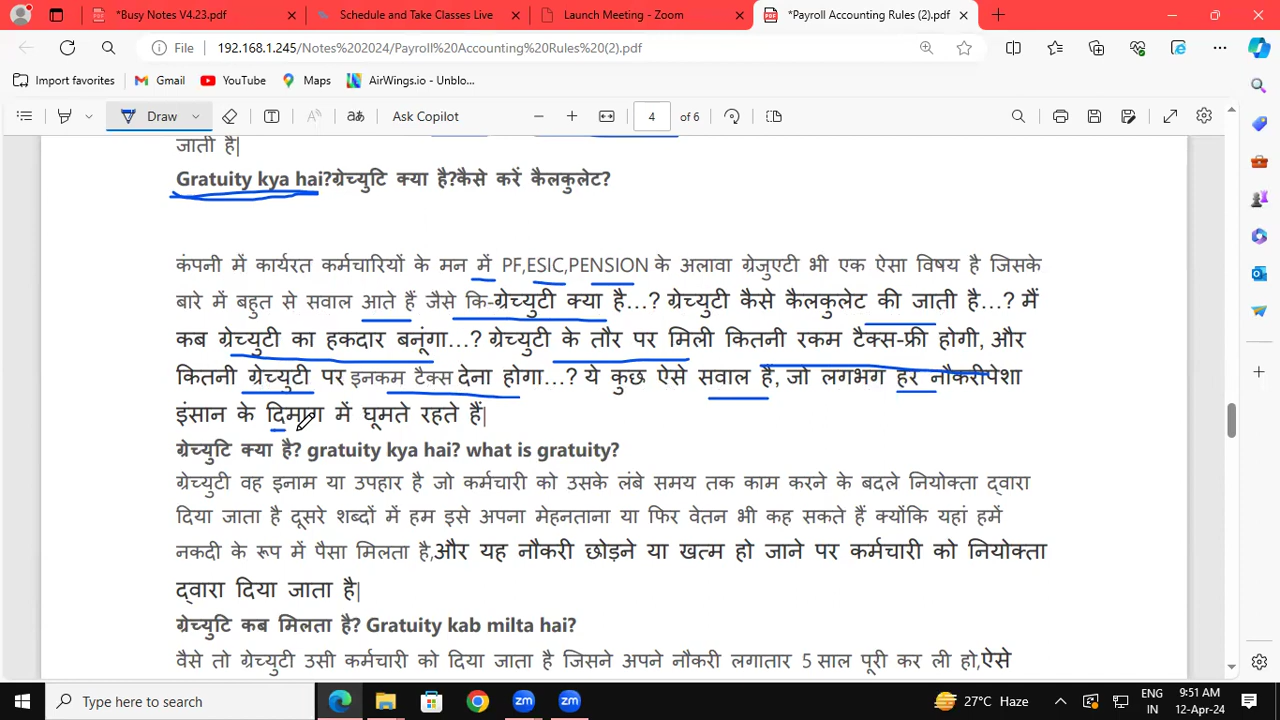 *Busy Notes V4.23.pdf
Schedule and Take Classes Live
Launch Meeting - Zoom
*Payroll Accounting Rules (2).pdf
File
192.168.1.245/Notes%202024/Payroll%20Accounting%20Rules%20(2).pdf
Import favorites
Gmail
YouTube
Maps
AirWings.io - Unblo...
Draw
Ask Copilot
4
of 6
जाती है|
Gratuity kya hai?ग्रेच्युटि क्या है?कैसे करें कैलकुलेट?
कंपनी में कार्यरत कर्मचारियों के मन में PF,ESIC,PENSION के अलावा ग्रेजुएटी भी एक ऐसा विषय है जिसके
बारे में बहुत से सवाल आते हैं जैसे कि-ग्रेच्युटी क्या है…? ग्रेच्युटी कैसे कैलकुलेट की जाती है…? मैं
कब ग्रेच्युटी का हकदार बनूंगा…? ग्रेच्युटी के तौर पर मिली कितनी रकम टैक्स-फ्री होगी, और
कितनी ग्रेच्युटी पर इनकम टैक्स देना होगा…? ये कुछ ऐसे सवाल हैं, जो लगभग हर नौकरीपेशा
इंसान के दिमाग में घूमते रहते हैं|
ग्रेच्युटि क्या है? gratuity kya hai? what is gratuity?
ग्रेच्युटी वह इनाम या उपहार है जो कर्मचारी को उसके लंबे समय तक काम करने के बदले नियोक्ता द्वारा
दिया जाता है दूसरे शब्दों में हम इसे अपना मेहनताना या फिर वेतन भी कह सकते हैं क्योंकि यहां हमें
नकदी के रूप में पैसा मिलता है,और यह नौकरी छोड़ने या खत्म हो जाने पर कर्मचारी को नियोक्ता
द्वारा दिया जाता है|
ग्रेच्युटि कब मिलता है? Gratuity kab milta hai?
वैसे तो ग्रेच्युटी उसी कर्मचारी को दिया जाता है जिसने अपने नौकरी लगातार 5 साल पूरी कर ली हो,ऐसे
Type here to search
27°C Haze
ENG
IN
9:51 AM
12-Apr-24